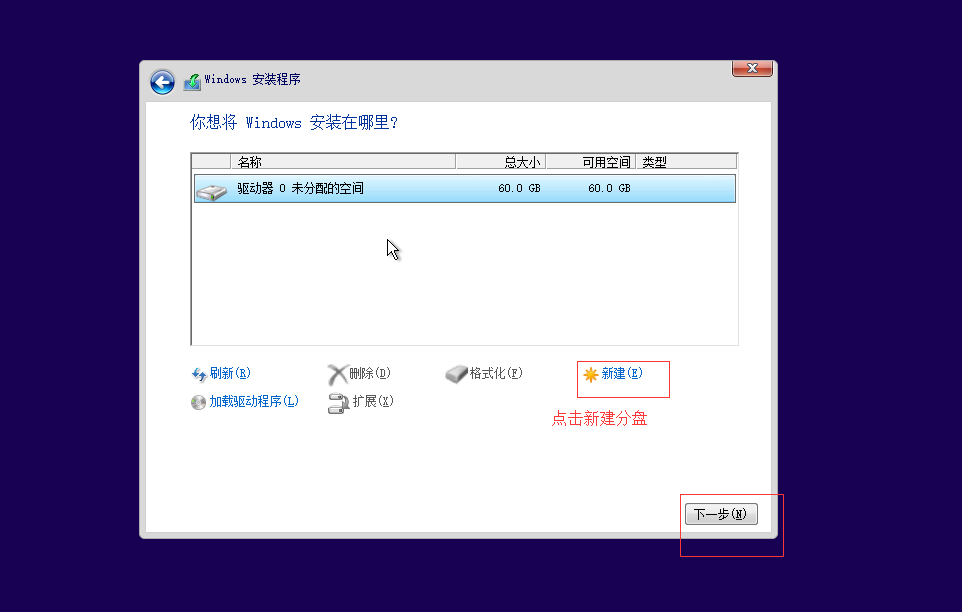 Windows 安装程序
你想将 Windows 安装在哪里?
名称 总大小 可用空间 类型
驱动器 0 未分配的空间 60.0 GB 60.0 GB
刷新(R) 删除(D) 格式化(F) 新建(E)
加载驱动程序(L) 扩展(X)
点击新建分盘
下一步(N)